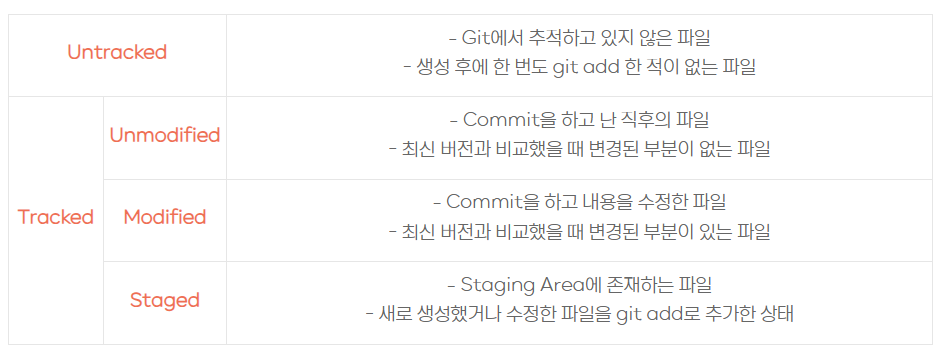 Untracked
- Git에서 추적하고 있지 않은 파일
- 생성 후에 한 번도 git add 한 적이 없는 파일
Tracked
Unmodified
- Commit을 하고 난 직후의 파일
- 최신 버전과 비교했을 때 변경된 부분이 없는 파일
Modified
- Commit을 하고 내용을 수정한 파일
- 최신 버전과 비교했을 때 변경된 부분이 있는 파일
Staged
- Staging Area에 존재하는 파일
- 새로 생성했거나 수정한 파일을 git add로 추가한 상태